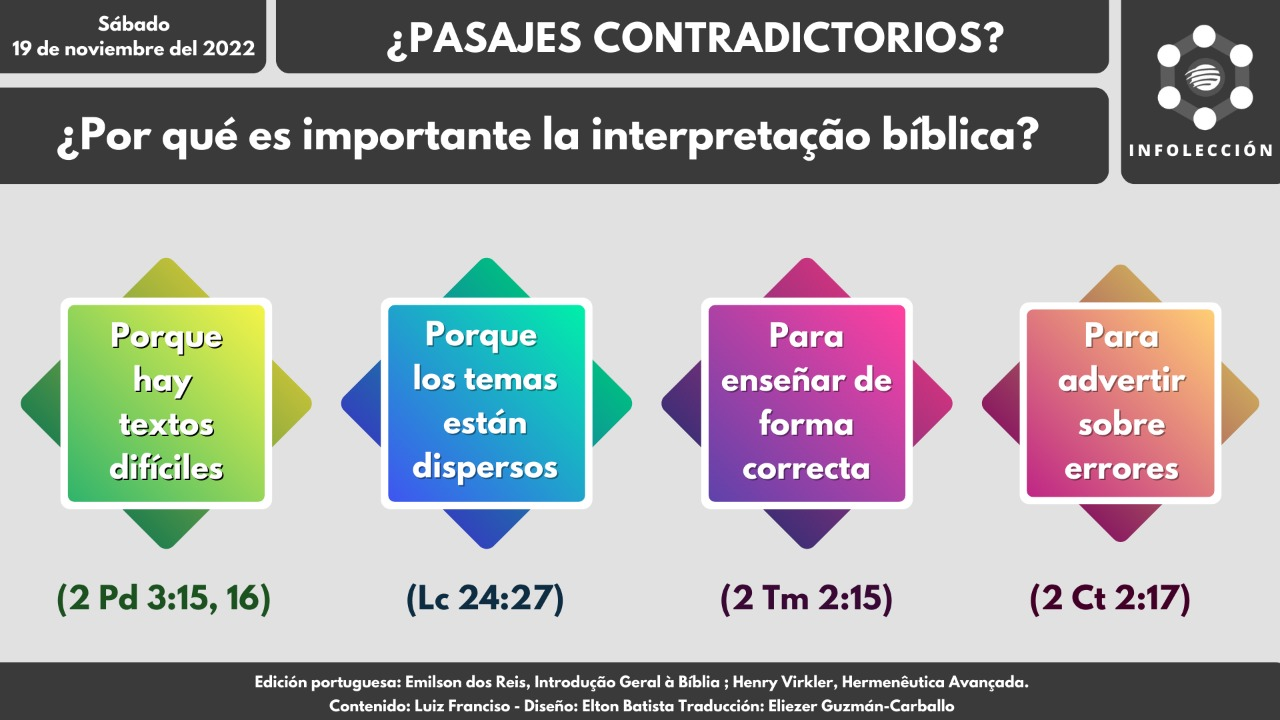 Sábado
19 de noviembre del 2022
¿PASAJES CONTRADICTORIOS?
¿Por qué es importante la interpretação bíblica?
INFOLECCIÓN
Porque
hay
textos
difíciles
(2 Pd 3:15, 16)
Porque
los temas
están
dispersos
(Lc 24:27)
Para
enseñar de
forma
correcta
(2 Tm 2:15)
Para
advertir
sobre
errores
(2 Ct 2:17)
Edición portuguesa: Emilson dos Reis, Introdução Geral à Bíblia ; Henry Virkler, Hermenêutica Avançada.
Contenido: Luiz Franciso - Diseño: Elton Batista Traducción: Eliezer Guzmán-Carballo